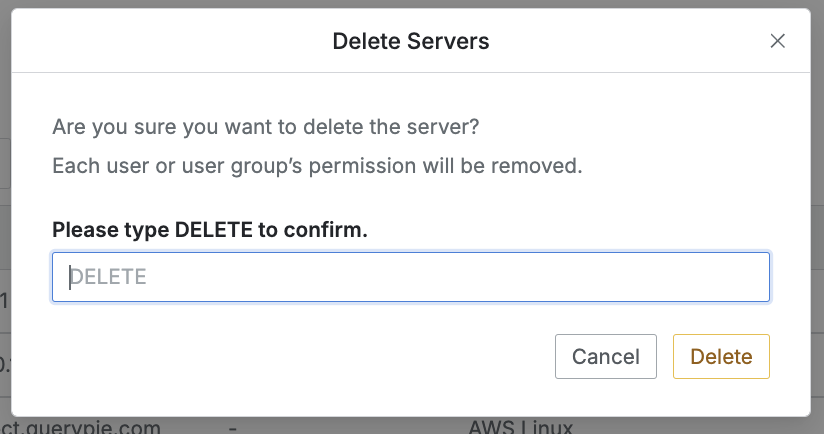 Delete Servers
Are you sure you want to delete the server?
Each user or user group’s permission will be removed.
Please type DELETE to confirm.
DELETE
Cancel
Delete
-
AWS Linux